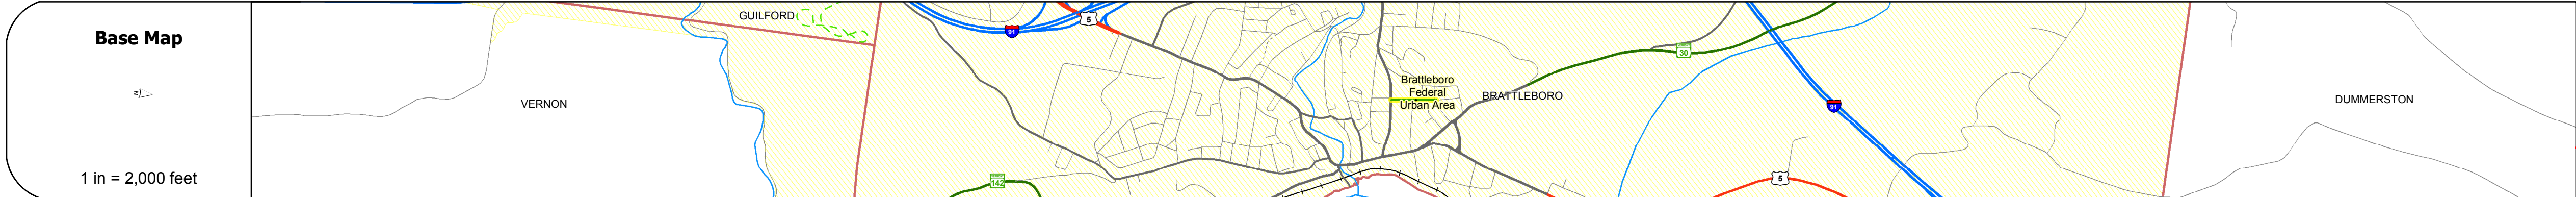 Base Map
N
1 in = 2,000 feet
VERNON
GUILFORD
91
5
142
Brattleboro
Federal
Urban Area
BRATTLEBORO
30
91
5
DUMMERSTON